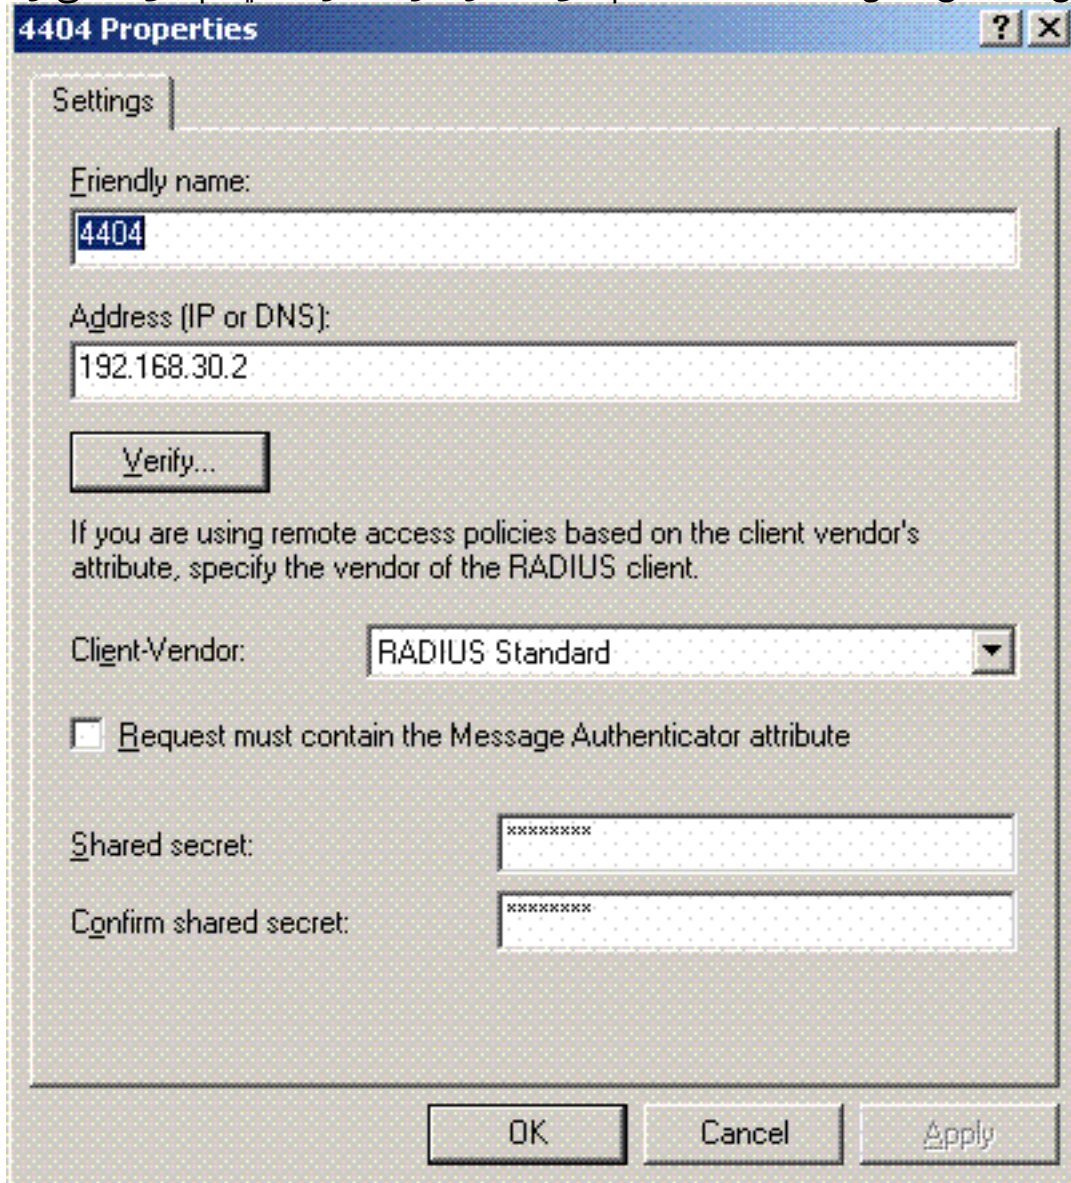 4404 Properties
Settings
Friendly name:
4404
Address (IP or DNS):
192.168.30.2
Verify...
If you are using remote access policies based on the client vendor's
attribute, specify the vendor of the RADIUS client.
Client-Vendor: RADIUS Standard
Request must contain the Message Authenticator attribute
Shared secret: ××××××××
Confirm shared secret: ××××××××
OK Cancel Apply